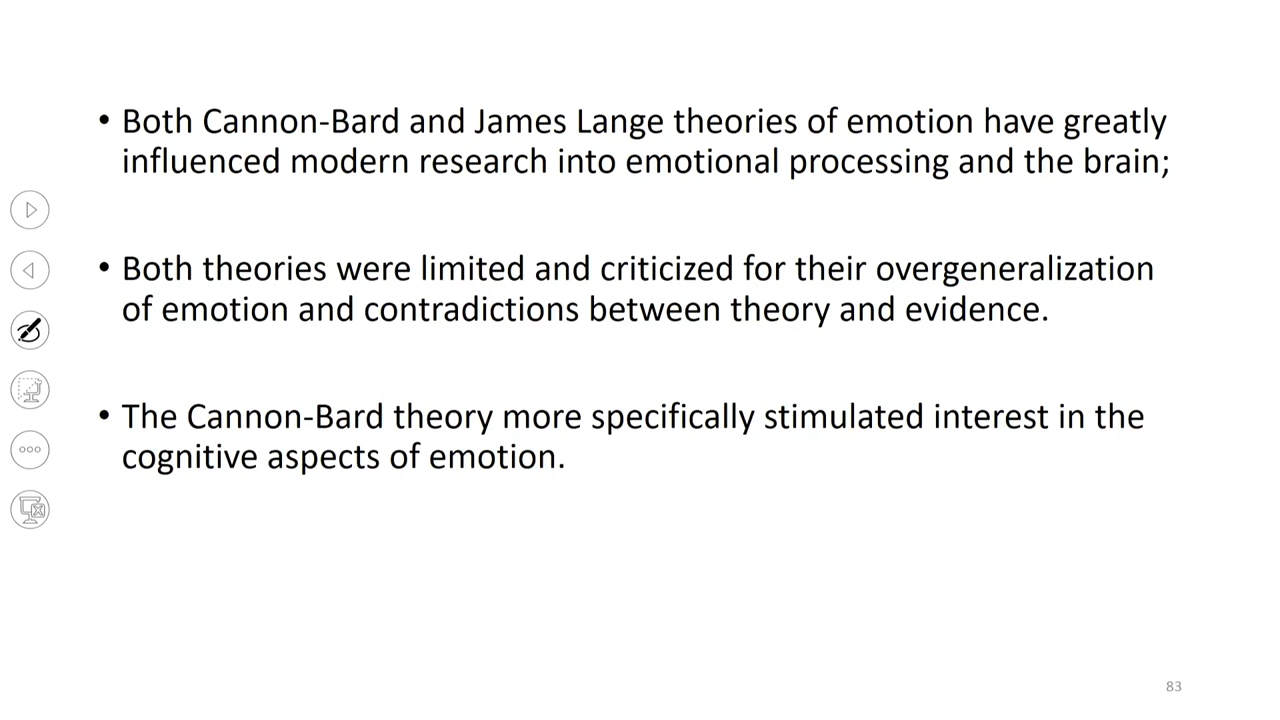 • Both Cannon-Bard and James Lange theories of emotion have greatly
influenced modern research into emotional processing and the brain;
• Both theories were limited and criticized for their overgeneralization
of emotion and contradictions between theory and evidence.
• The Cannon-Bard theory more specifically stimulated interest in the
cognitive aspects of emotion.
83